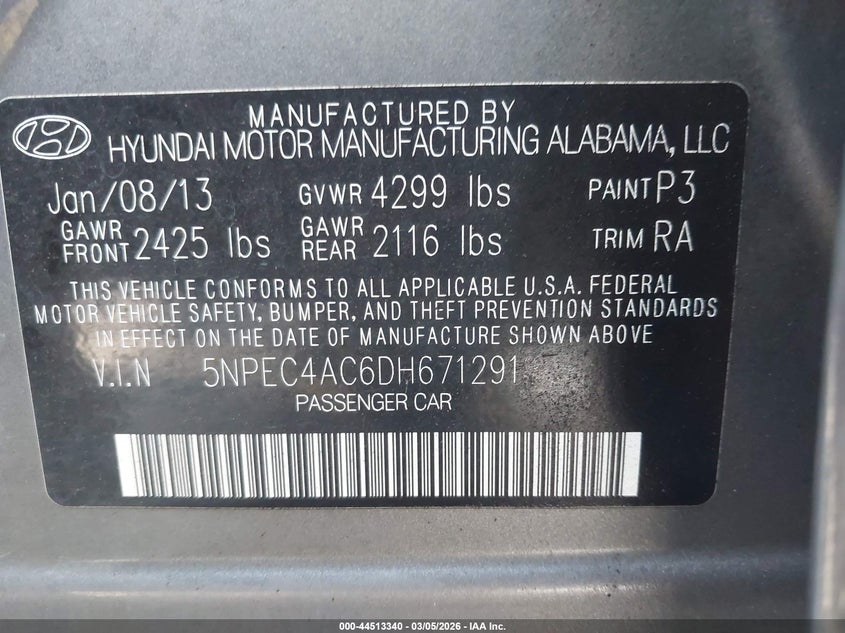 MANUFACTURED BY
HYUNDAI MOTOR MANUFACTURING ALABAMA, LLC
Jan/08/13 GVWR 4299 lbs PAINT P3
GAWR FRONT 2425 lbs GAWR REAR 2116 lbs TRIM RA
THIS VEHICLE CONFORMS TO ALL APPLICABLE U.S.A. FEDERAL
MOTOR VEHICLE SAFETY, BUMPER, AND THEFT PREVENTION STANDARDS
IN EFFECT ON THE DATE OF MANUFACTURE SHOWN ABOVE
V.I.N 5NPEC4AC6DH671291
PASSENGER CAR
000-44513340 - 03/05/2026 - IAA Inc.